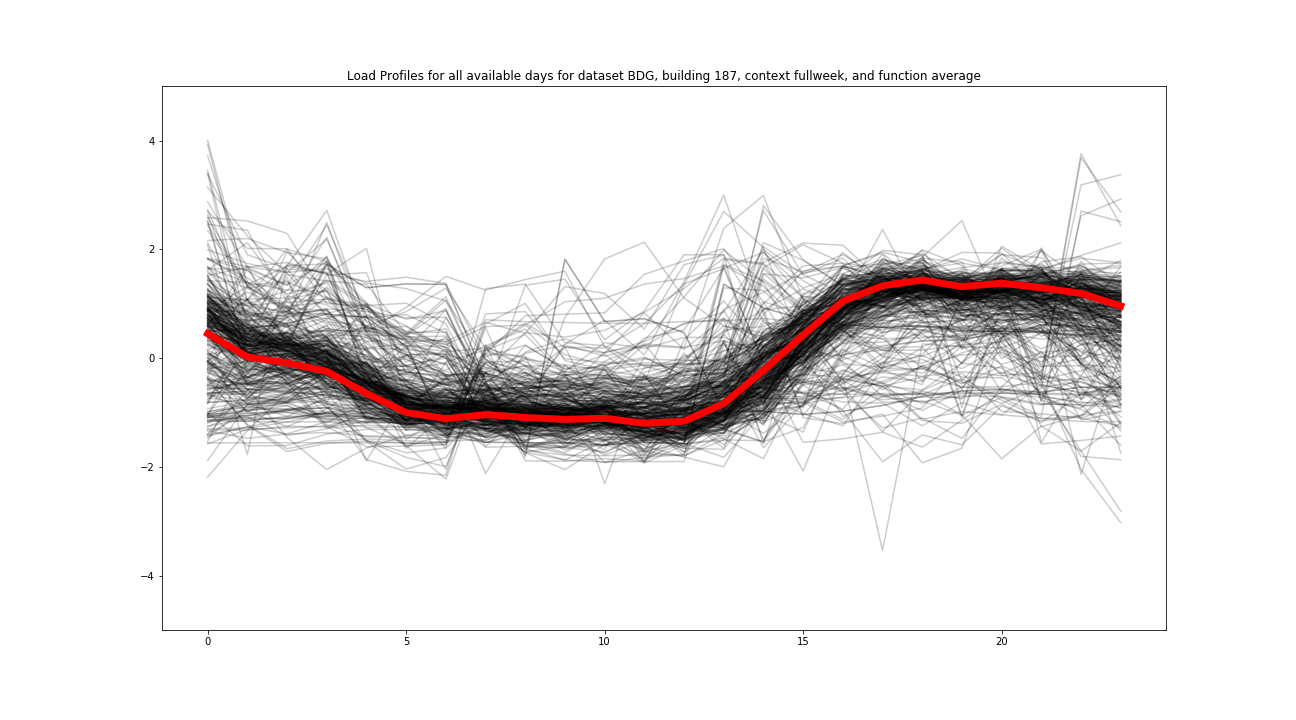 Load Profiles for all available days for dataset BDG, building 187, context fullweek, and function average
4
2
0
−2
−4
0 5 10 15 20